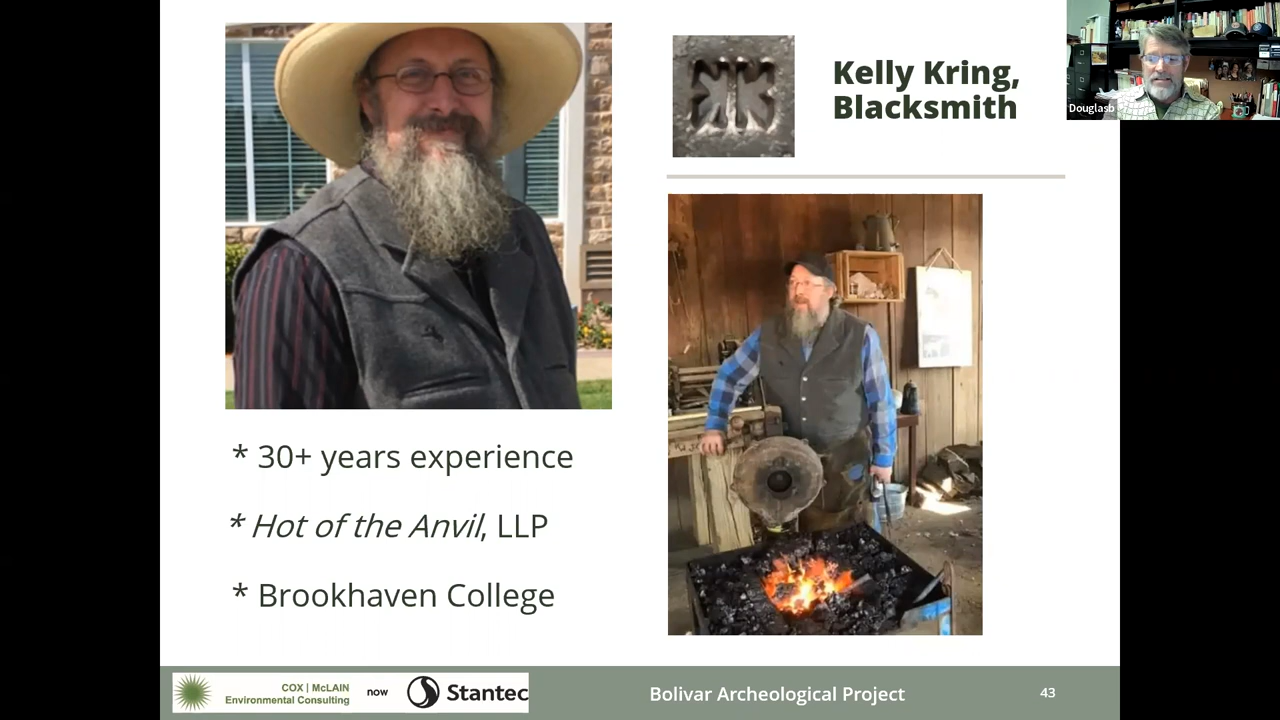 Kelly Kring,
Blacksmith
Douglasb
* 30+ years experience
* Hot of the Anvil, LLP
* Brookhaven College
COX | McLAIN
Environmental Consulting
now
Stantec
Bolivar Archeological Project
43